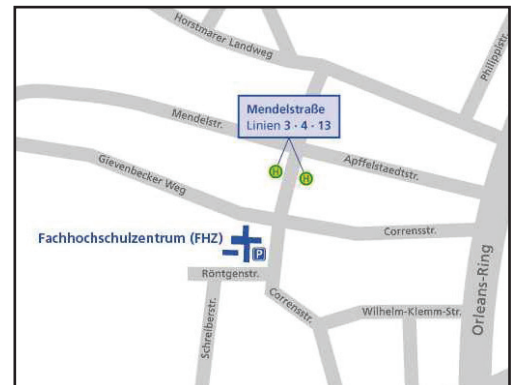 Horstmarer Landweg
Philippistr.
Mendelstraße
Linien 3 · 4 · 13
Mendelstr.
Apffelstaedtstr.
H
H
Gievenbecker Weg
Corrensstr.
Fachhochschulzentrum (FHZ)
P
Röntgenstr.
Corrensstr.
Wilhelm-Klemm-Str.
Schreiberstr.
Orleans-Ring